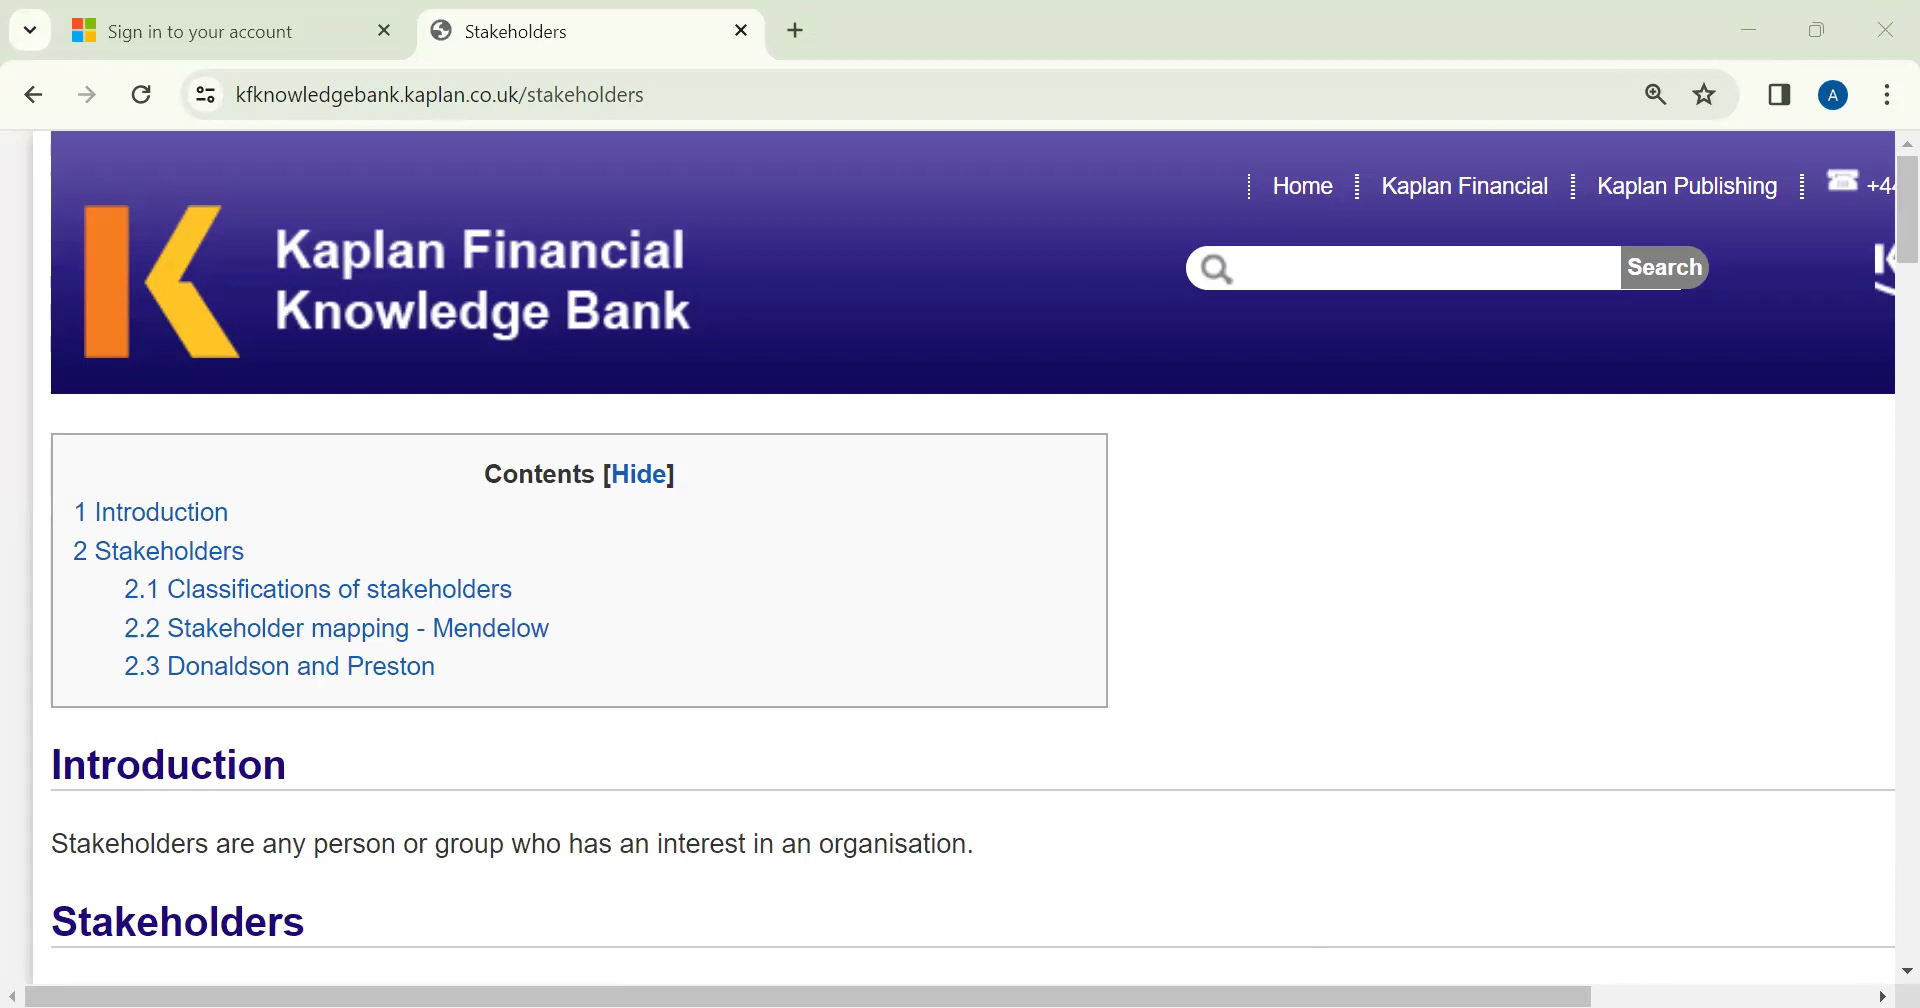 Sign in to your account
Stakeholders
kfknowledgebank.kaplan.co.uk/stakeholders
A
Home
Kaplan Financial
Kaplan Publishing
+44
Kaplan Financial
Knowledge Bank
Search
Contents [Hide]
1 Introduction
2 Stakeholders
2.1 Classifications of stakeholders
2.2 Stakeholder mapping - Mendelow
2.3 Donaldson and Preston
Introduction
Stakeholders are any person or group who has an interest in an organisation.
Stakeholders